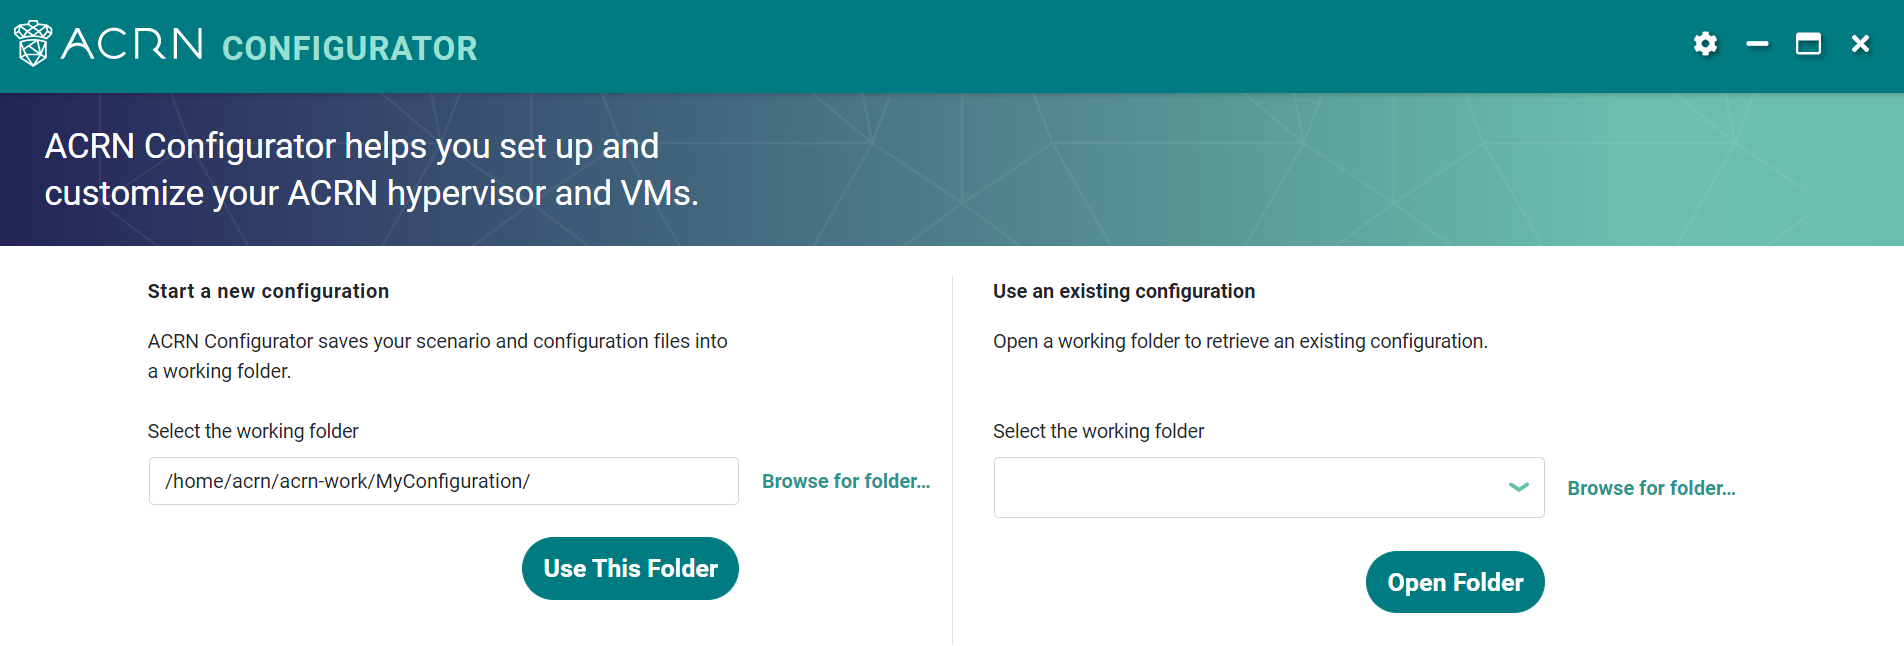 ACRN CONFIGURATOR
ACRN Configurator helps you set up and
customize your ACRN hypervisor and VMs.
Start a new configuration
ACRN Configurator saves your scenario and configuration files into
a working folder.
Select the working folder
/home/acrn/acrn-work/MyConfiguration/
Browse for folder...
Use This Folder
Use an existing configuration
Open a working folder to retrieve an existing configuration.
Select the working folder
Browse for folder...
Open Folder